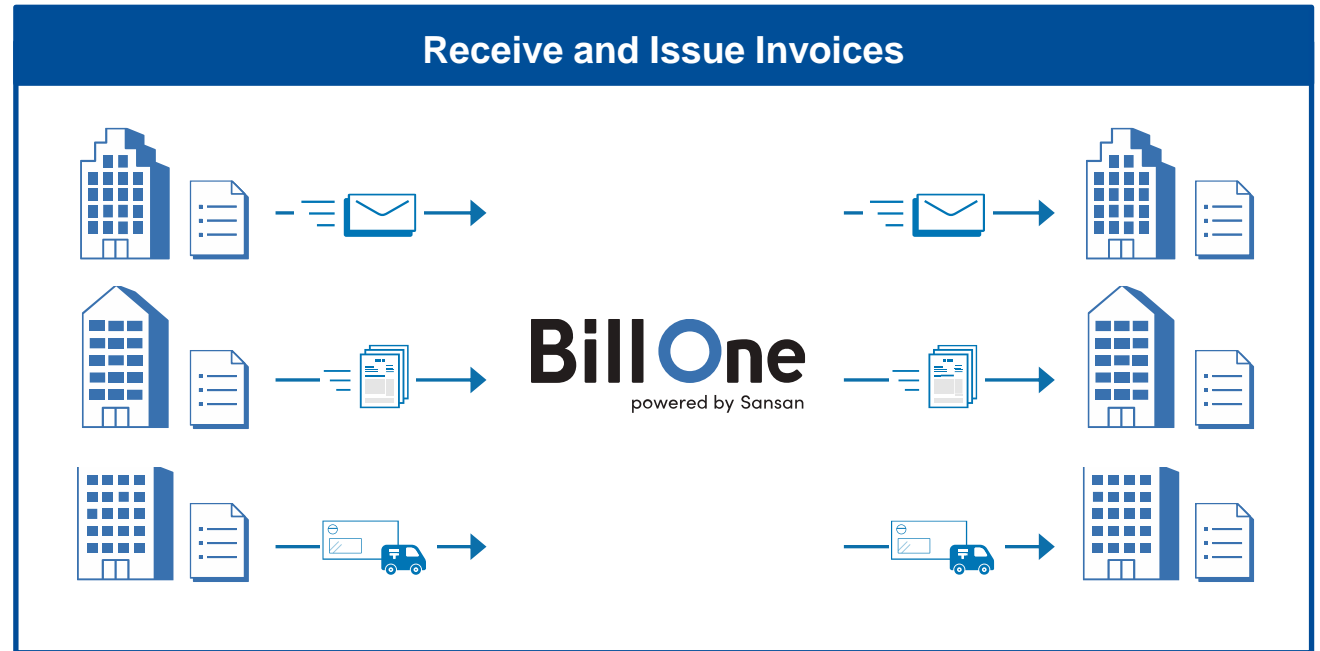 Receive and Issue Invoices
Bill One
powered by Sansan
〒
〒